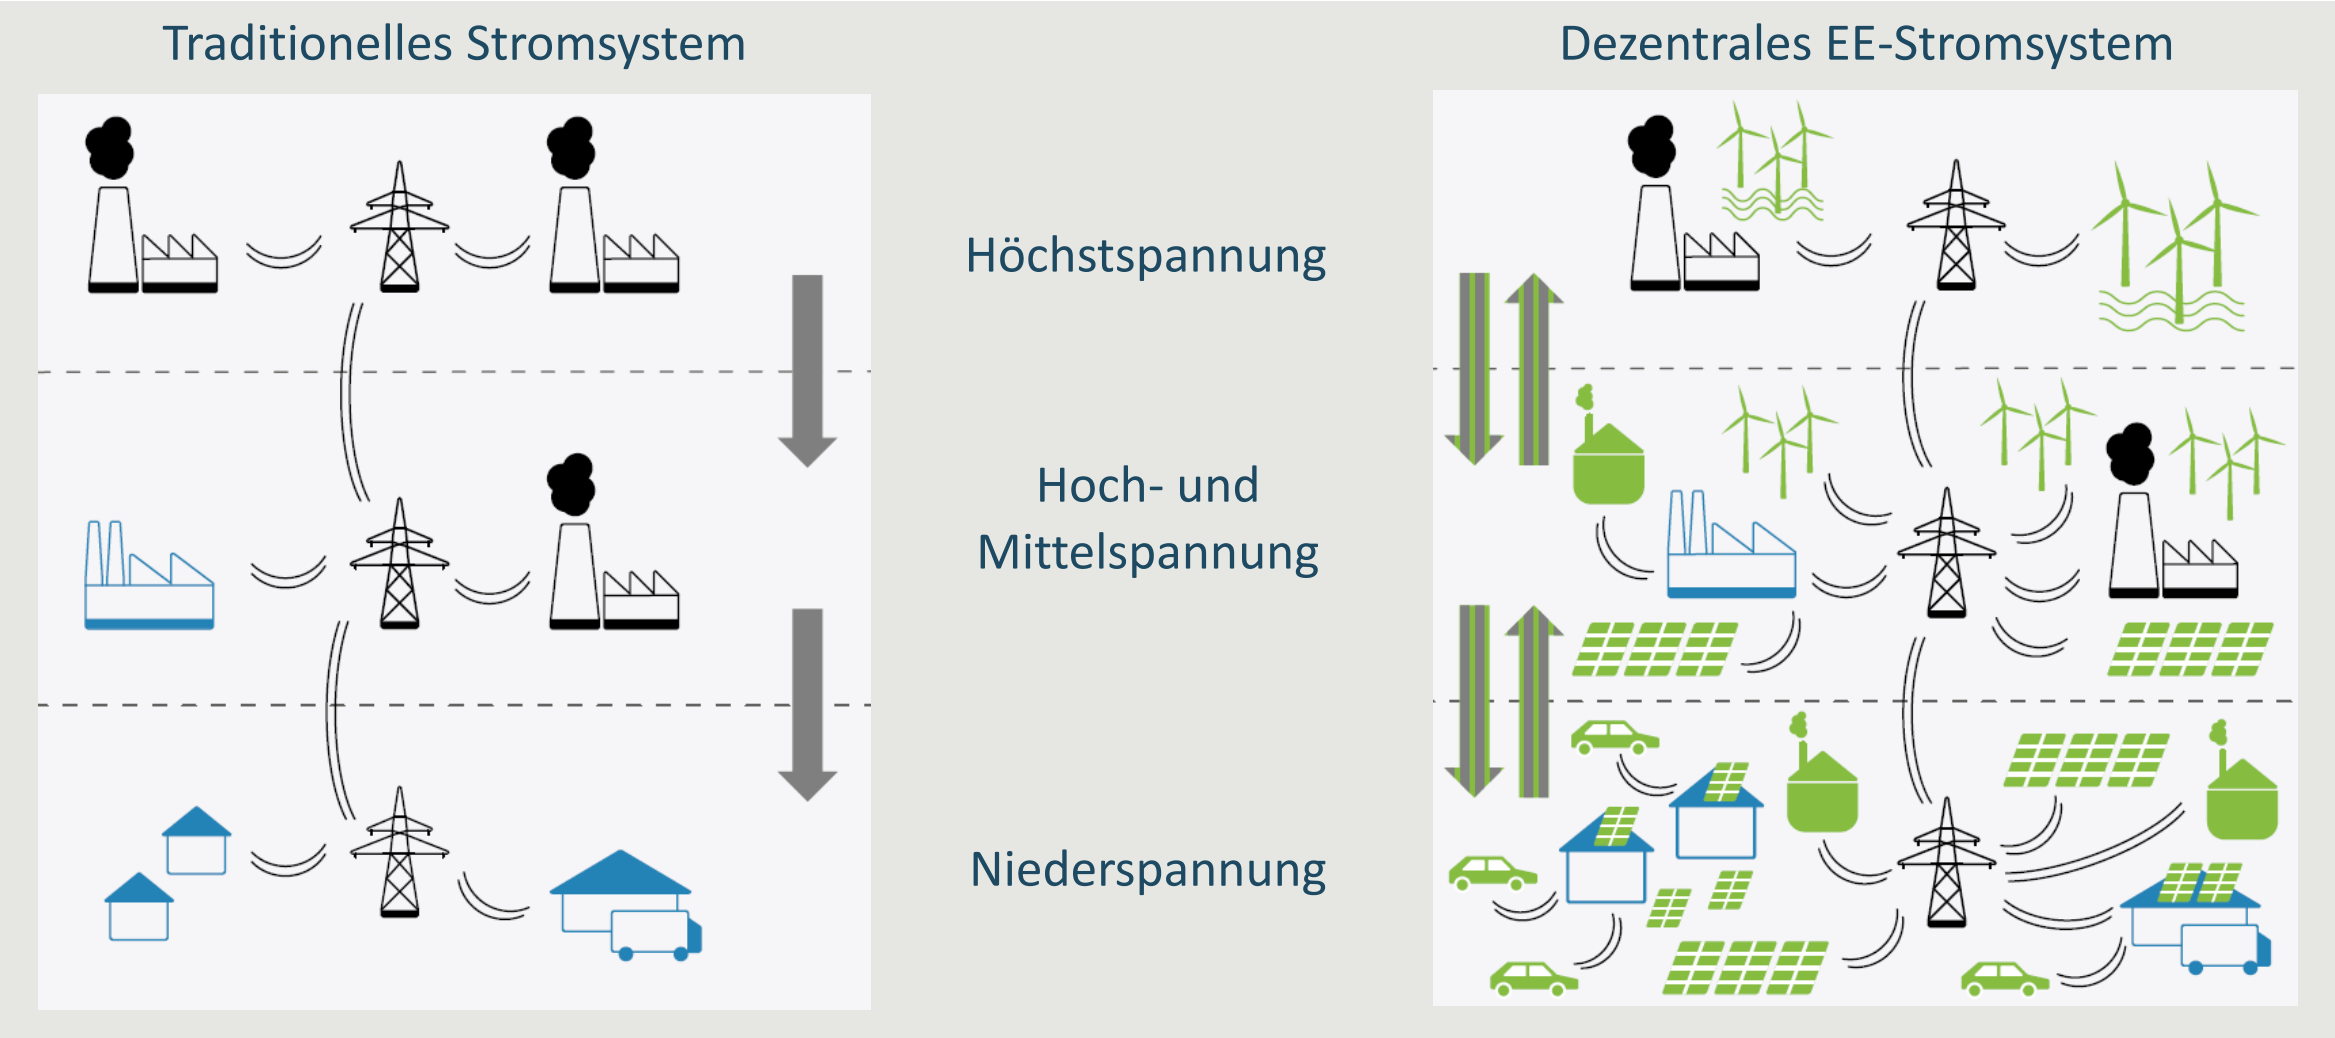 Traditionelles Stromsystem
Dezentrales EE-Stromsystem
Höchstspannung
Hoch- und
Mittelspannung
Niederspannung